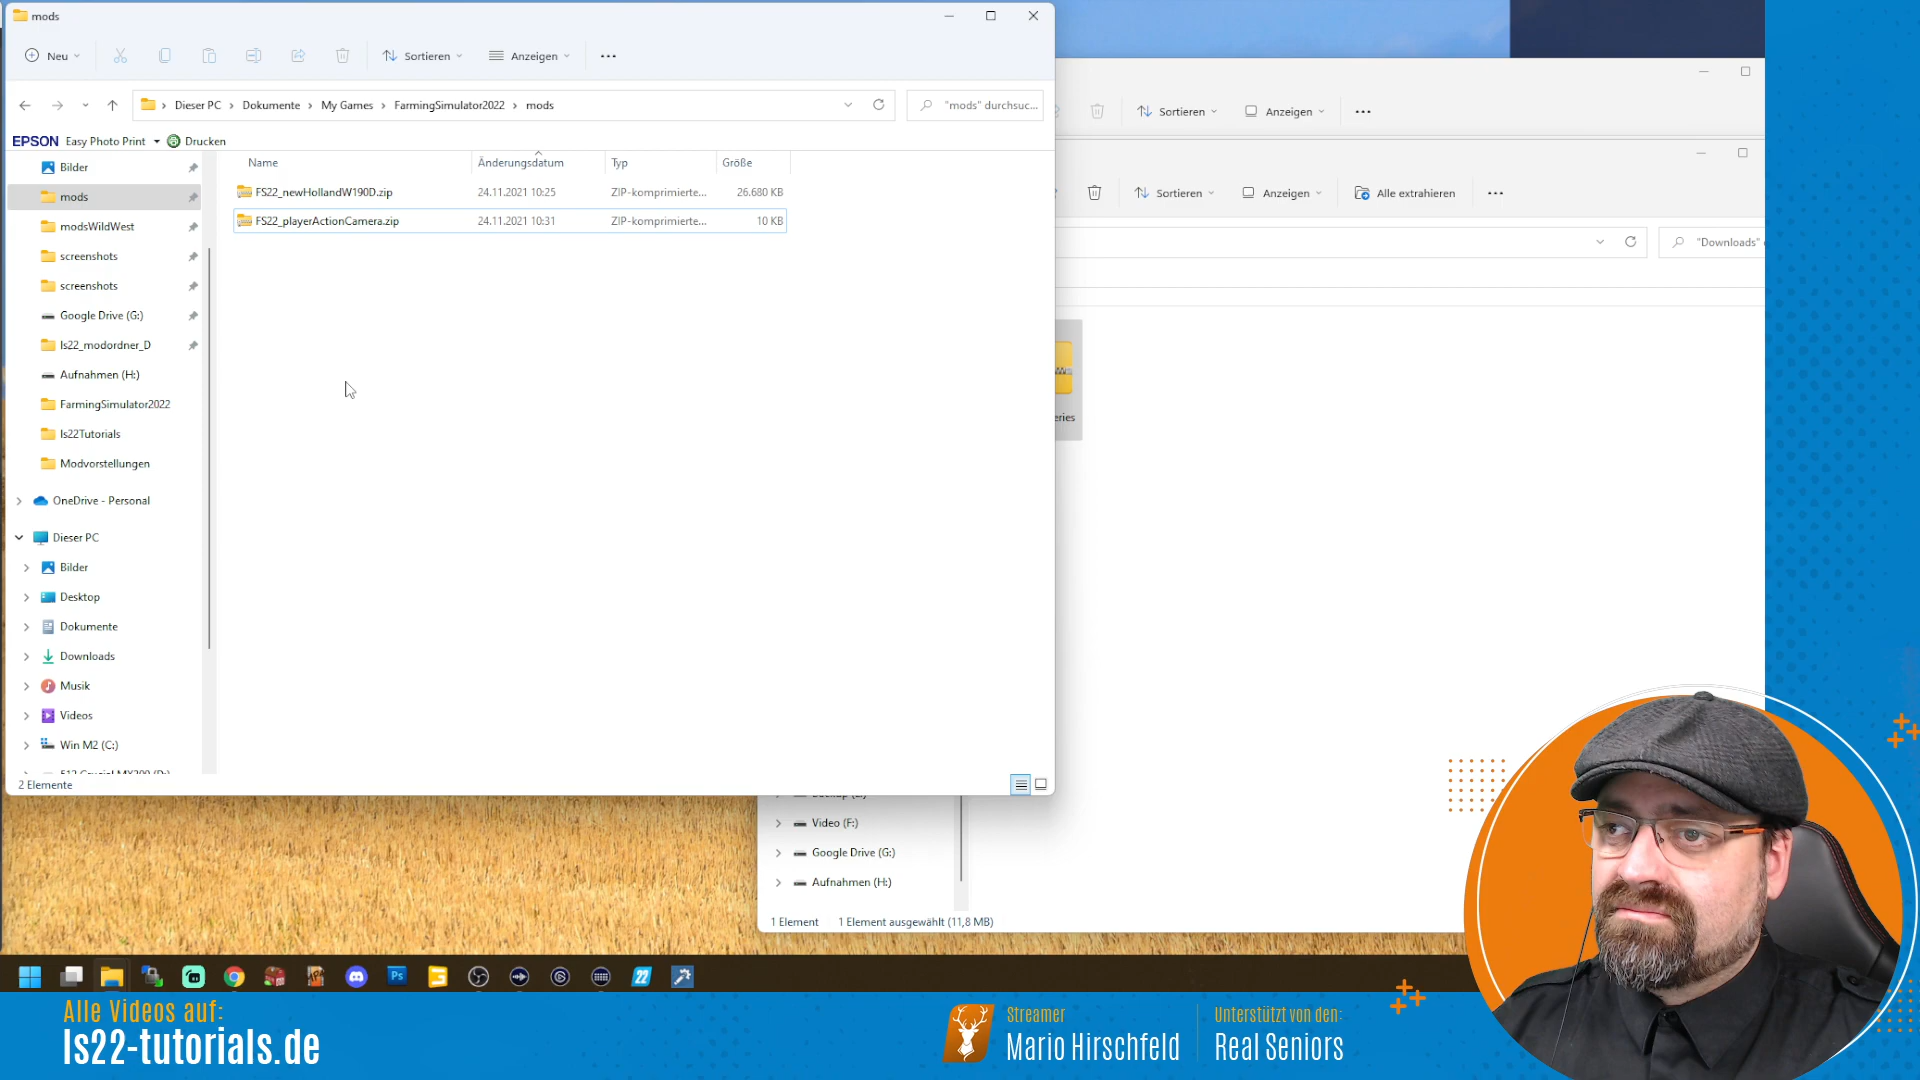 mods
Neu
Sortieren
Anzeigen
Dieser PC
Dokumente
My Games
FarmingSimulator2022
mods
"mods" durchsuc...
EPSON Easy Photo Print
Drucken
Name
Änderungsdatum
Typ
Größe
FS22_newHollandW190D.zip
24.11.2021 10:25
ZIP-komprimierte...
26.680 KB
FS22_playerActionCamera.zip
24.11.2021 10:31
ZIP-komprimierte...
10 KB
Bilder
mods
modsWildWest
screenshots
screenshots
Google Drive (G:)
ls22_modordner_D
Aufnahmen (H:)
FarmingSimulator2022
ls22Tutorials
Modvorstellungen
OneDrive - Personal
Dieser PC
Bilder
Desktop
Dokumente
Downloads
Musik
Videos
Win M2 (C:)
2 Elemente
Sortieren
Anzeigen
Sortieren
Anzeigen
Alle extrahieren
"Downloads"
eries
Video (F:)
Google Drive (G:)
Aufnahmen (H:)
1 Element
1 Element ausgewählt (11,8 MB)
Ps
22
Alle Videos auf:
ls22-tutorials.de
Streamer
Mario Hirschfeld
Unterstützt von den:
Real Seniors